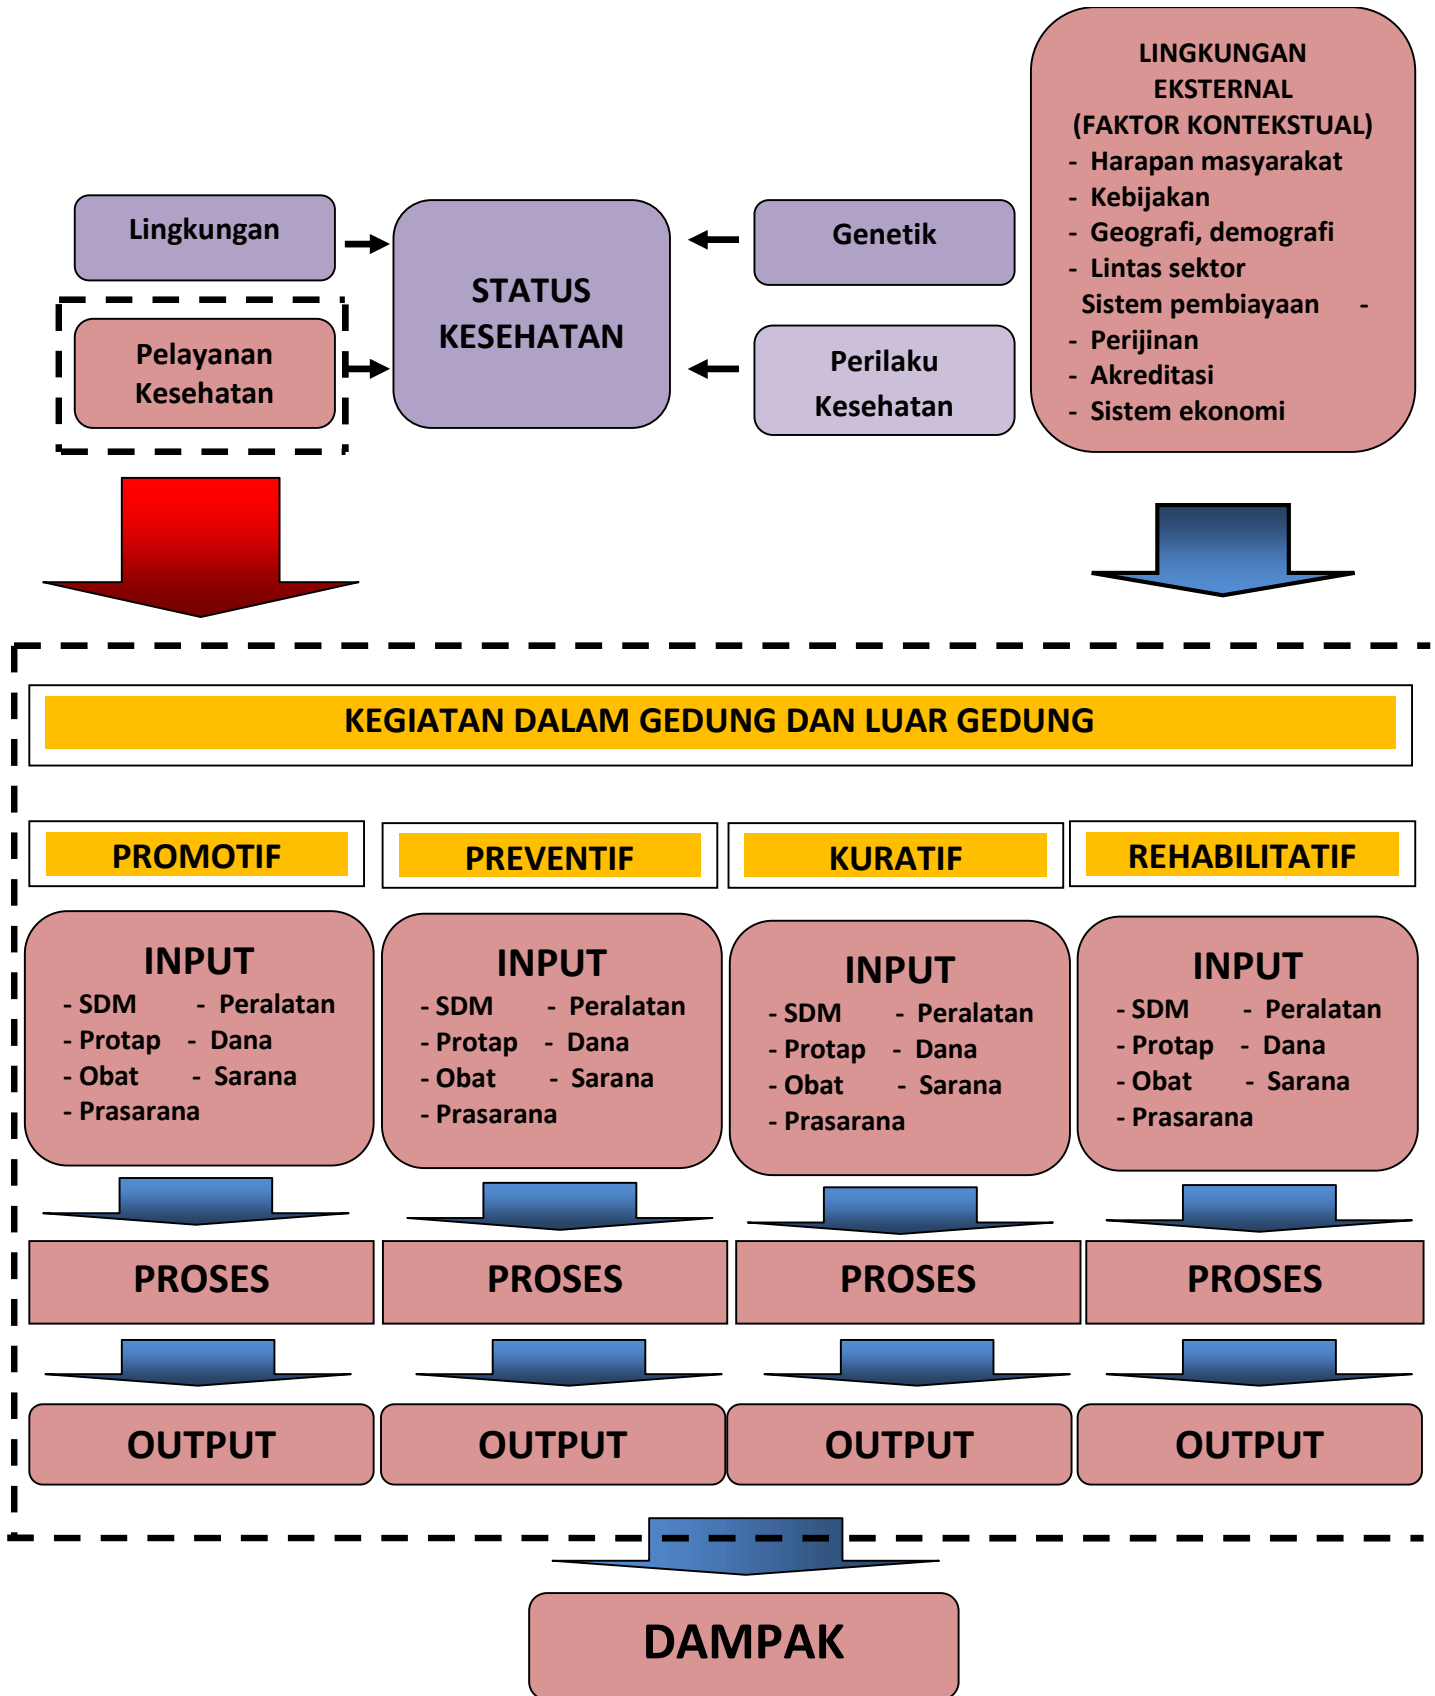 LINGKUNGAN
EKSTERNAL
(FAKTOR KONTEKSTUAL)
- Harapan masyarakat
- Kebijakan
- Geografi, demografi
- Lintas sektor
Sistem pembiayaan -
- Perijinan
- Akreditasi
- Sistem ekonomi
Lingkungan
Pelayanan
Kesehatan
STATUS
KESEHATAN
Genetik
Perilaku
Kesehatan
KEGIATAN DALAM GEDUNG DAN LUAR GEDUNG
PROMOTIF
PREVENTIF
KURATIF
REHABILITATIF
INPUT
- SDM - Peralatan
- Protap - Dana
- Obat - Sarana
- Prasarana
INPUT
- SDM - Peralatan
- Protap - Dana
- Obat - Sarana
- Prasarana
INPUT
- SDM - Peralatan
- Protap - Dana
- Obat - Sarana
- Prasarana
INPUT
- SDM - Peralatan
- Protap - Dana
- Obat - Sarana
- Prasarana
PROSES
PROSES
PROSES
PROSES
OUTPUT
OUTPUT
OUTPUT
OUTPUT
DAMPAK